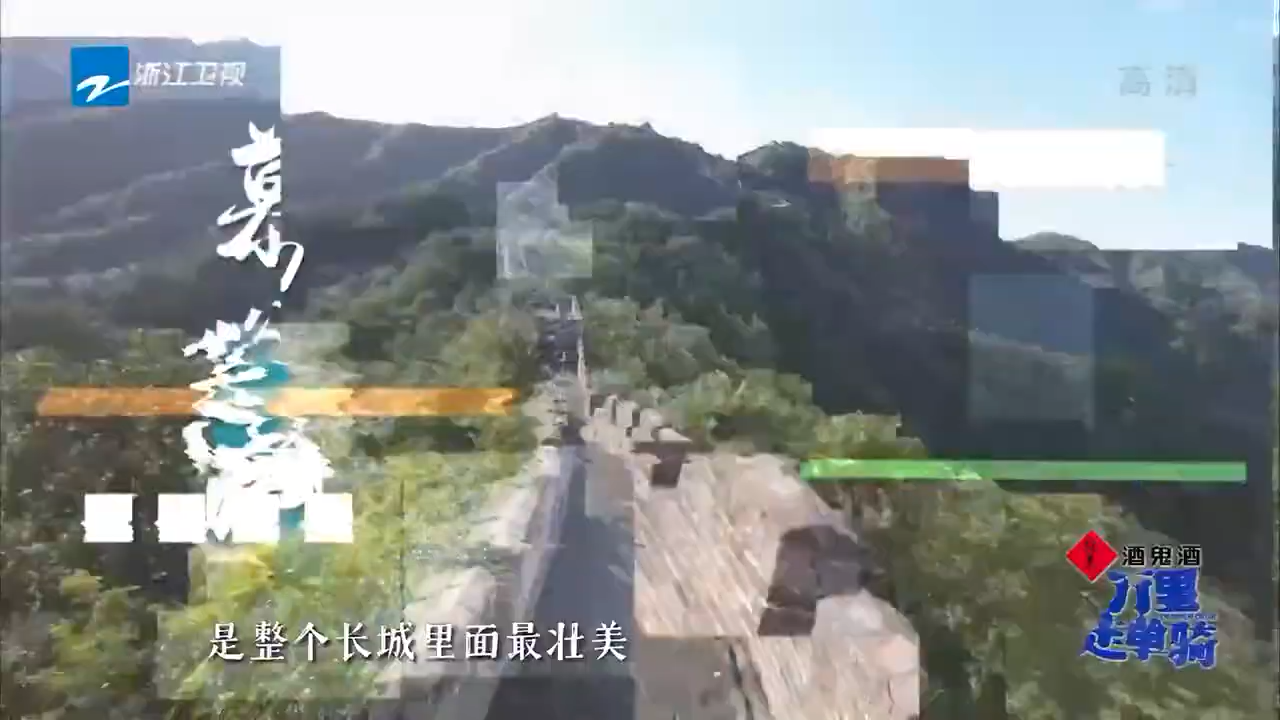 浙江卫视
高清
慕
是整个长城里面最壮美
酒鬼酒
万里
走单骑